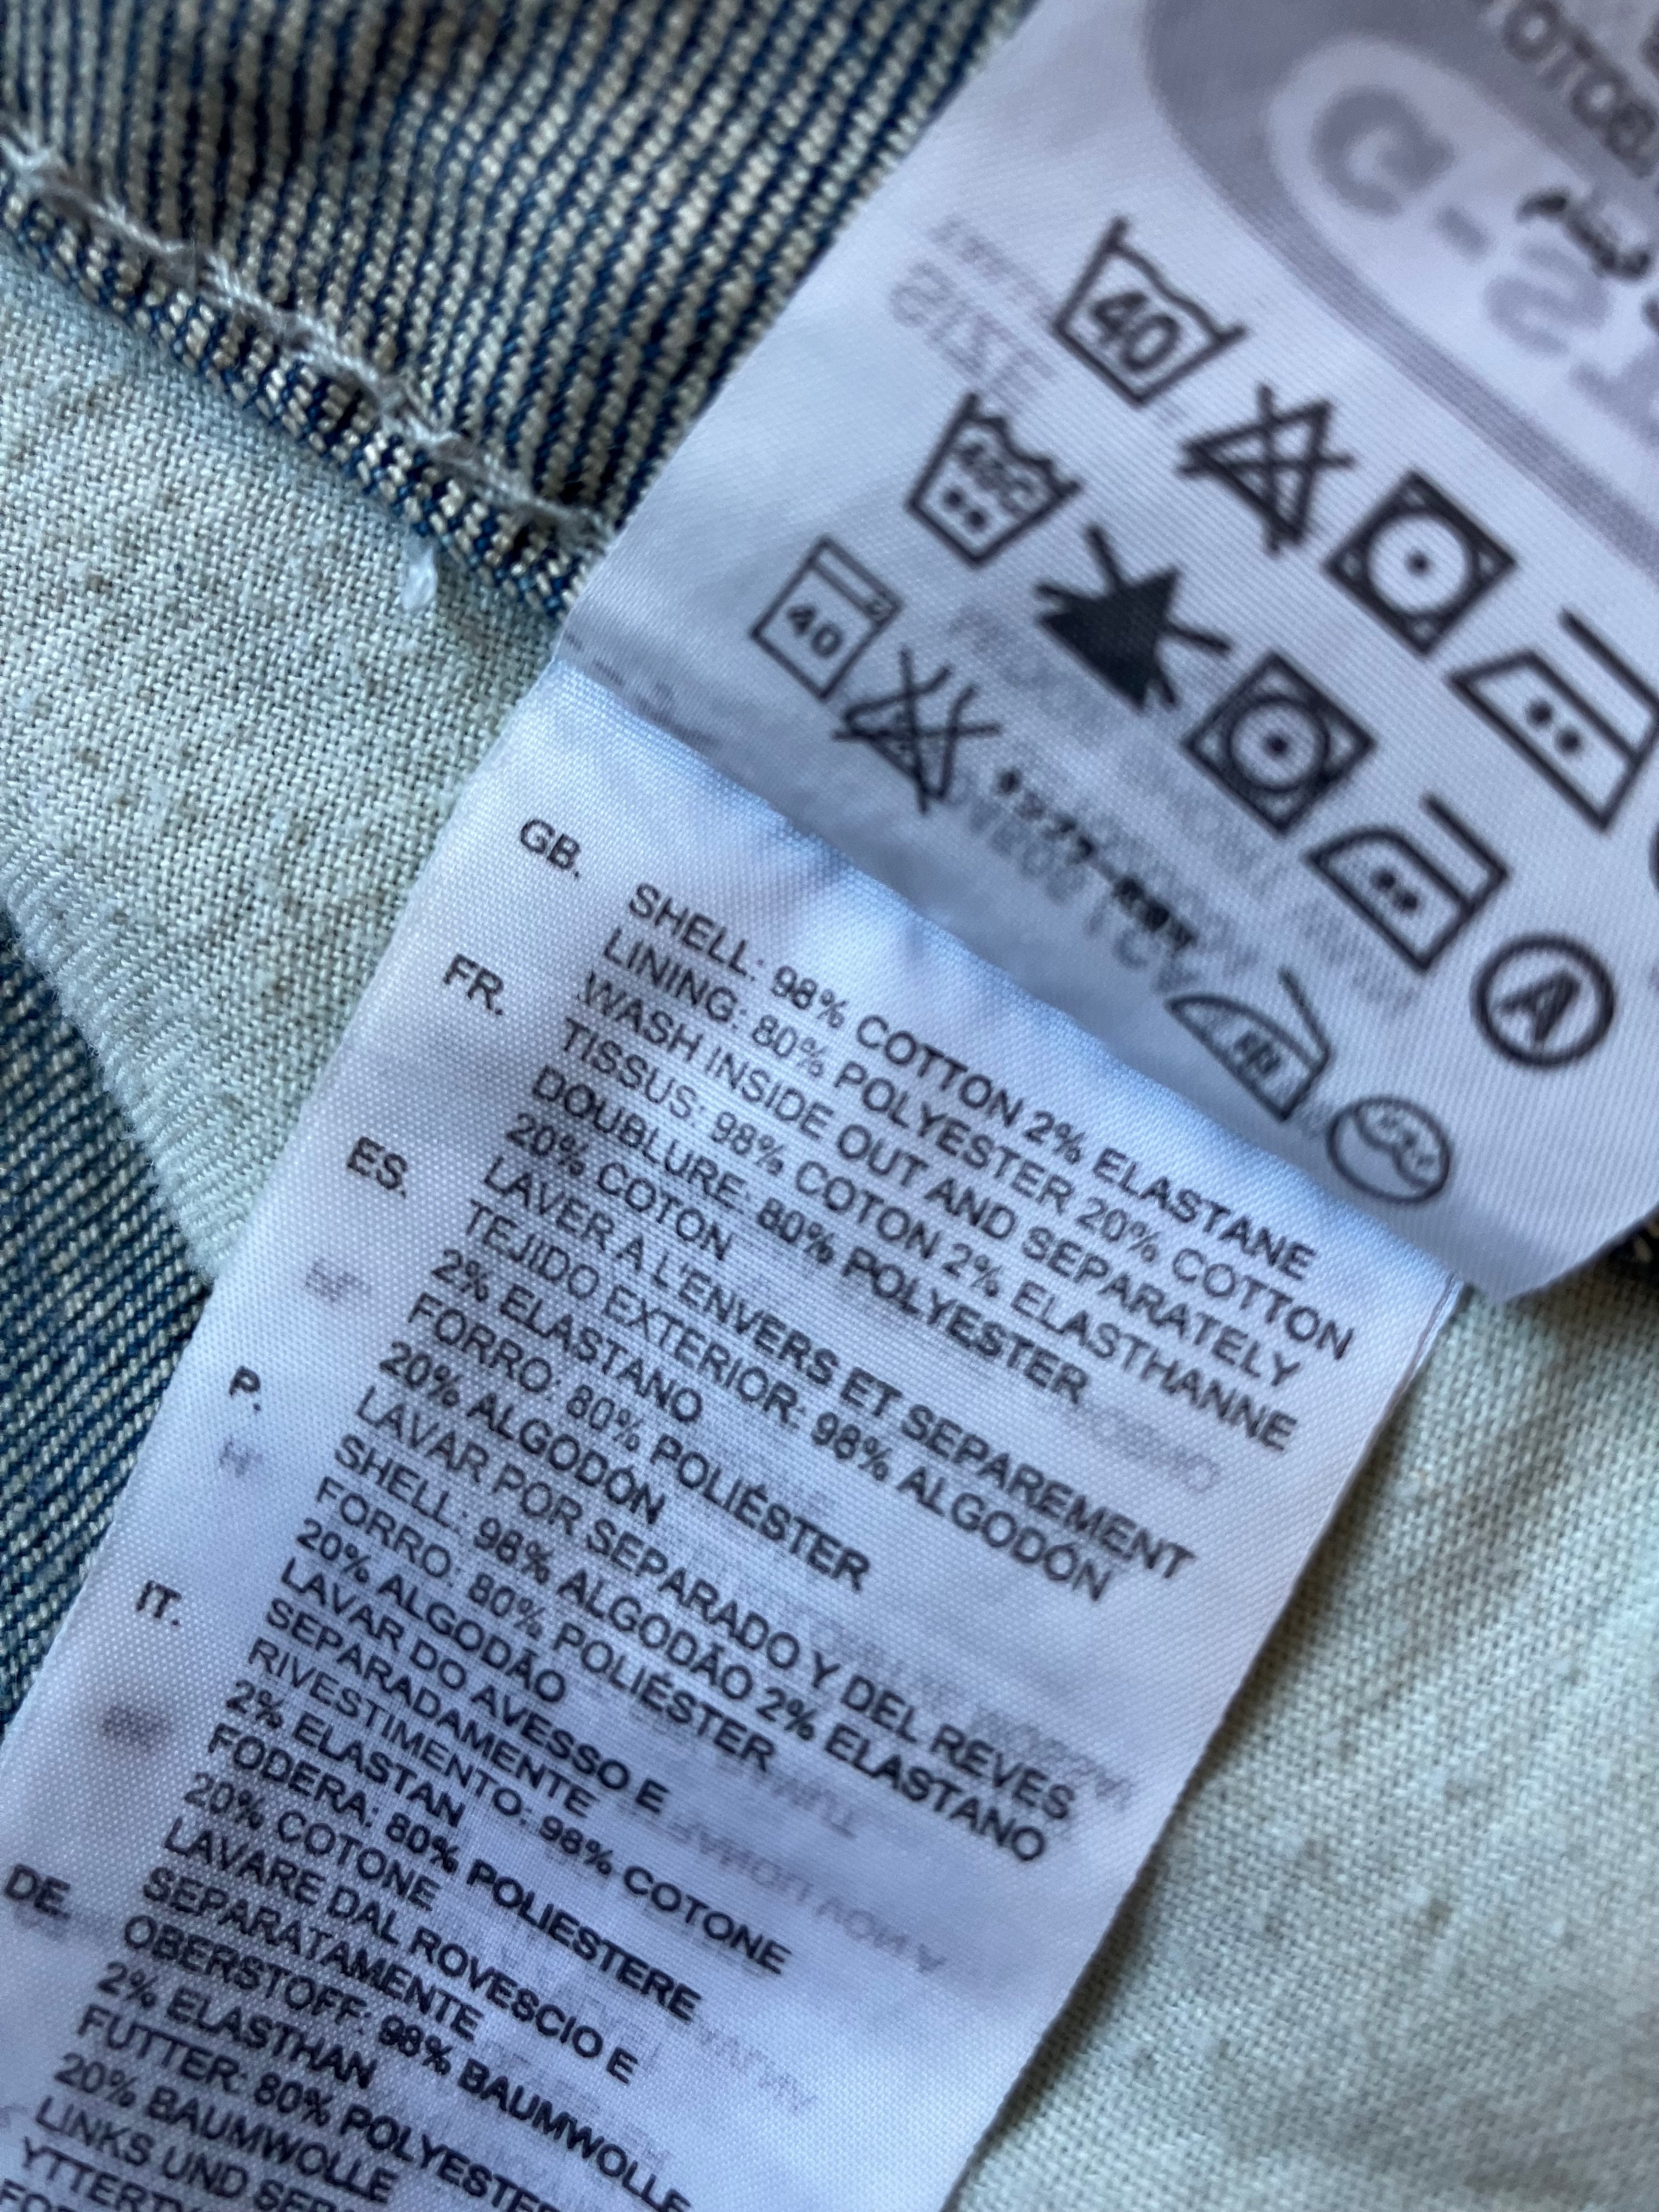 40
40
GB.
SHELL: 98% COTTON 2% ELASTANE
LINING: 80% POLYESTER 20% COTTON
WASH INSIDE OUT AND SEPARATELY
FR.
TISSUS: 98% COTON 2% ELASTHANNE
DOUBLURE: 80% POLYESTER
20% COTON
LAVER A L'ENVERS ET SEPAREMENT
ES.
TEJIDO EXTERIOR: 98% ALGODÓN
2% ELASTANO
FORRO: 80% POLIÉSTER
20% ALGODÓN
LAVAR POR SEPARADO Y DEL REVES
P.
SHELL: 98% ALGODÃO 2% ELASTANO
FORRO: 80% POLIÉSTER
20% ALGODÃO
LAVAR DO AVESSO E
SEPARADAMENTE
IT.
RIVESTIMENTO: 98% COTONE
2% ELASTAN
FODERA: 80% POLIESTERE
20% COTONE
LAVARE DAL ROVESCIO E
SEPARATAMENTE
DE.
OBERSTOFF: 98% BAUMWOLLE
2% ELASTHAN
FUTTER: 80% POLYESTER
20% BAUMWOLLE
LINKS UND
A